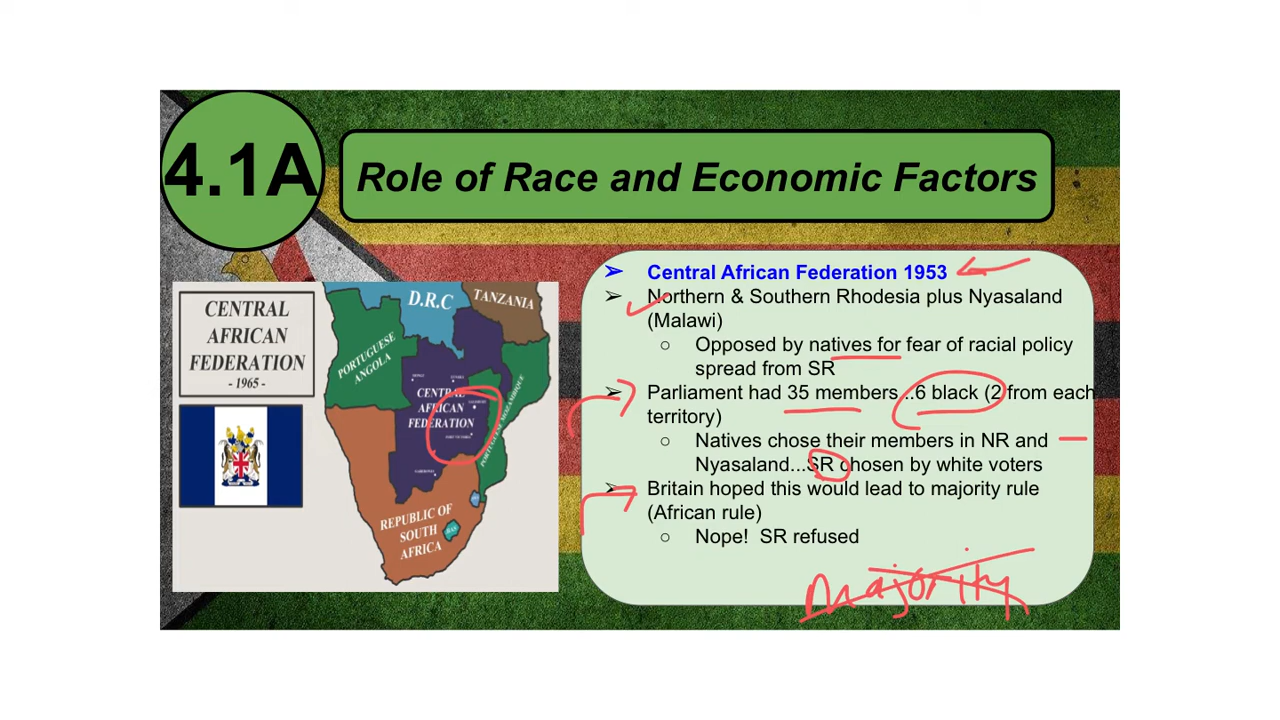 4.1A
Role of Race and Economic Factors
CENTRAL
AFRICAN
FEDERATION
- 1965-
D.R.C
TANZANIA
PORTUGUESE
ANGOLA
CENTRAL
AFRICAN
FEDERATION
PORTUGUESE MOZAMBIQUE
REPUBLIC OF
SOUTH
AFRICA
➢ Central African Federation 1953
➢ Northern & Southern Rhodesia plus Nyasaland
(Malawi)
○ Opposed by natives for fear of racial policy
spread from SR
➢ Parliament had 35 members...6 black (2 from each
territory)
○ Natives chose their members in NR and
Nyasaland...SR chosen by white voters
➢ Britain hoped this would lead to majority rule
(African rule)
○ Nope! SR refused
Majority